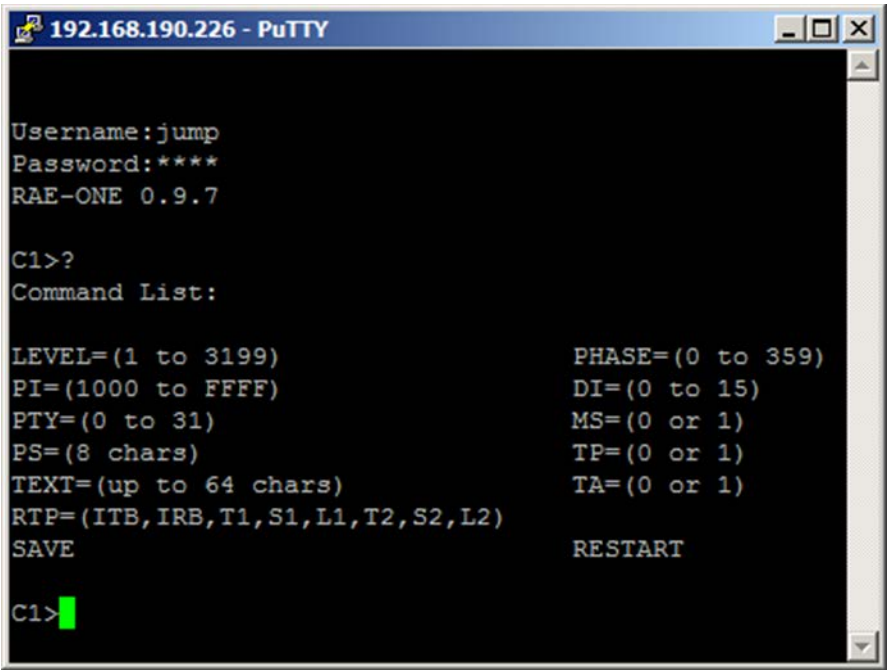 192.168.190.226 - PuTTY
Username:jump
Password:****
RAE-ONE 0.9.7
C1>?
Command List:
LEVEL=(1 to 3199) PHASE=(0 to 359)
PI=(1000 to FFFF) DI=(0 to 15)
PTY=(0 to 31) MS=(0 or 1)
PS=(8 chars) TP=(0 or 1)
TEXT=(up to 64 chars) TA=(0 or 1)
RTP=(ITB,IRB,T1,S1,L1,T2,S2,L2)
SAVE RESTART
C1>